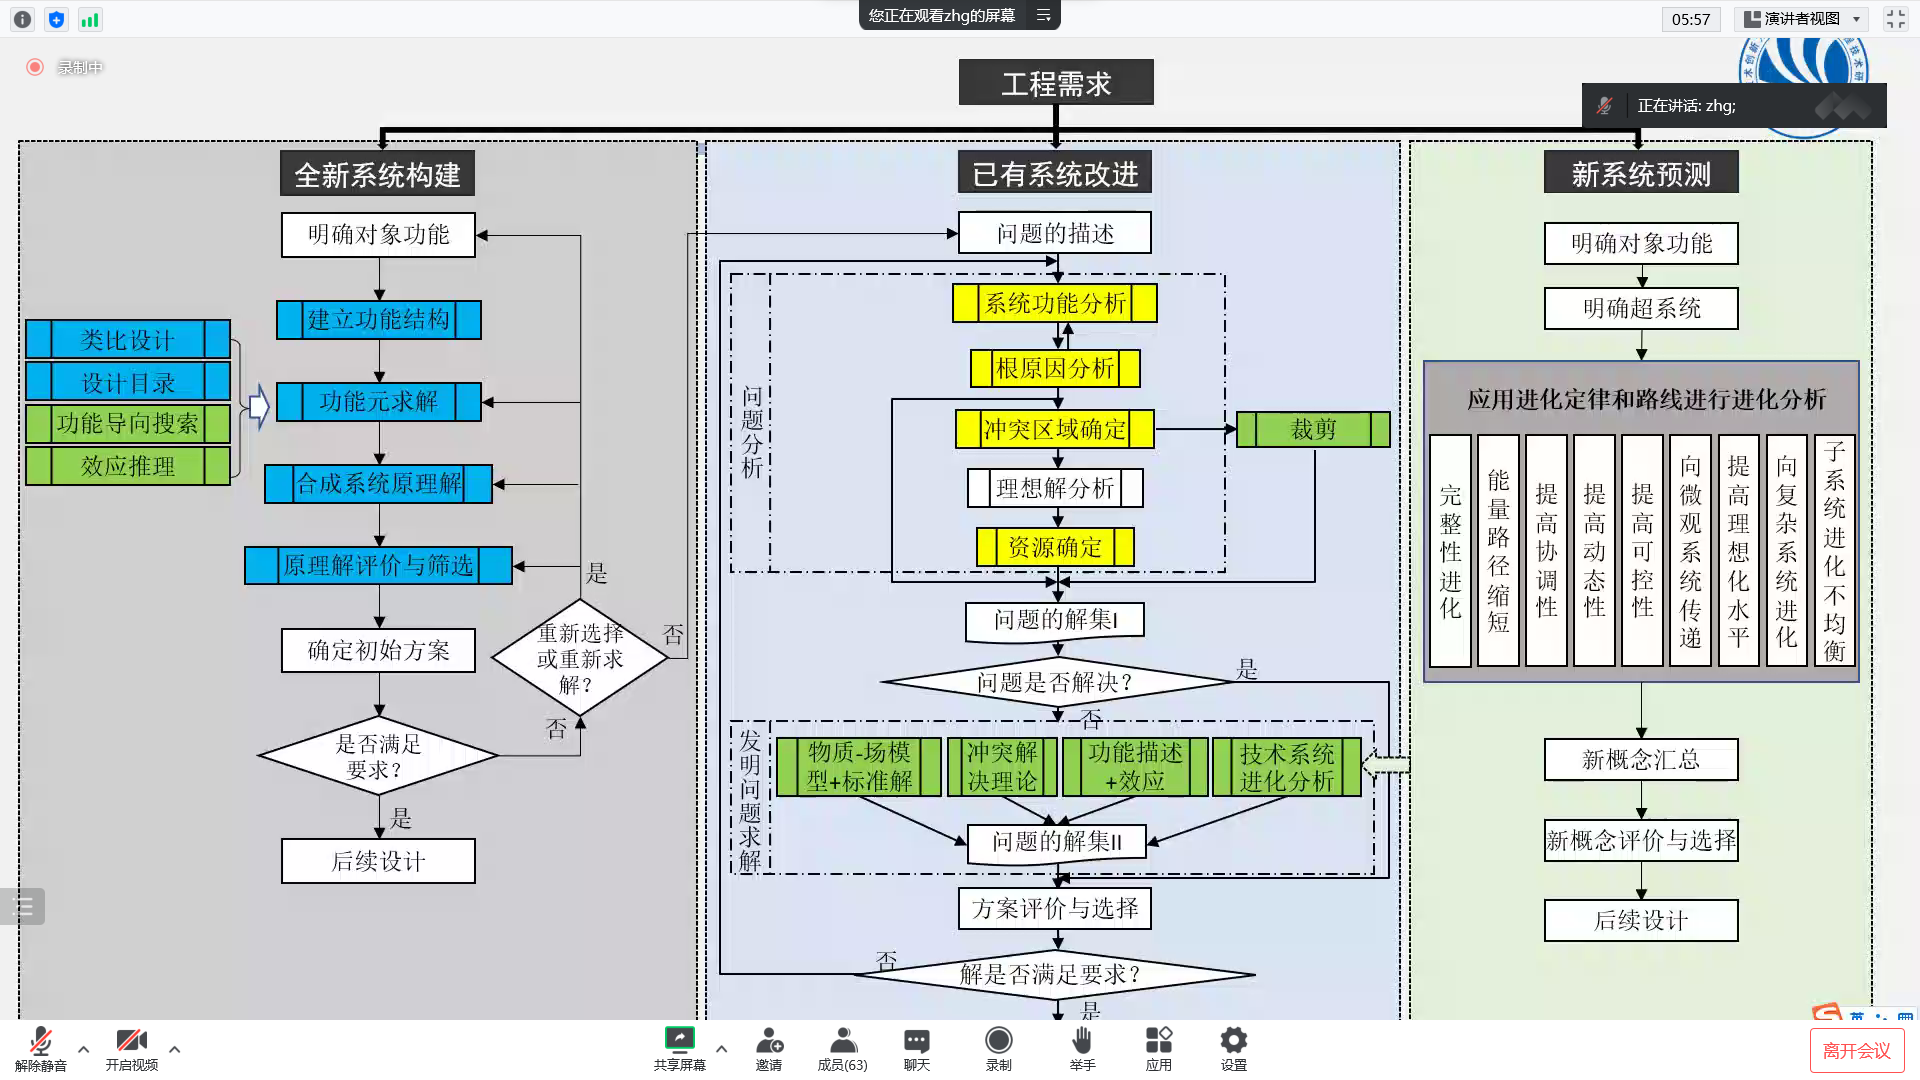 您正在观看zhg的屏幕
05:57
演讲者视图
录制中
正在讲话: zhg;
工程需求
全新系统构建
明确对象功能
建立功能结构
类比设计
设计目录
功能导向搜索
效应推理
功能元求解
合成系统原理解
原理解评价与筛选
是
确定初始方案
重新选择
或重新求
解？
否
是否满足
要求？
否
是
后续设计
已有系统改进
问题的描述
问题分析
系统功能分析
根原因分析
冲突区域确定
裁剪
理想解分析
资源确定
问题的解集I
问题是否解决？
是
否
发明问题求解
物质-场模
型+标准解
冲突解
决理论
功能描述
+效应
技术系统
进化分析
问题的解集II
方案评价与选择
否
解是否满足要求？
是
新系统预测
明确对象功能
明确超系统
应用进化定律和路线进行进化分析
完整性进化
能量路径缩短
提高协调性
提高动态性
提高可控性
向微观系统传递
提高理想化水平
向复杂系统进化
子系统进化不均衡
新概念汇总
新概念评价与选择
后续设计
英
解除静音
开启视频
共享屏幕
邀请
成员(63)
聊天
录制
举手
应用
设置
离开会议